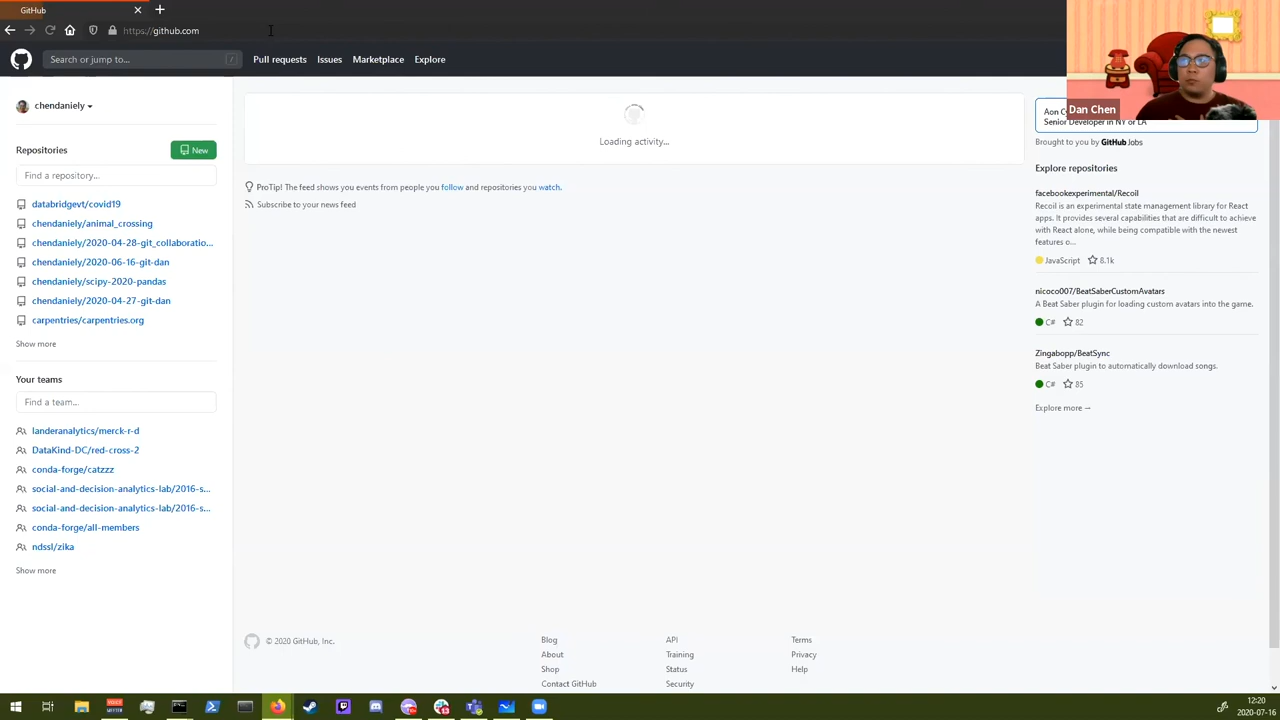 GitHub
https://github.com
Search or jump to...
/
Pull requests
Issues
Marketplace
Explore
Dan Chen
chendaniely
Repositories
New
Find a repository...
databridgevt/covid19
chendaniely/animal_crossing
chendaniely/2020-04-28-git_collaboratio...
chendaniely/2020-06-16-git-dan
chendaniely/scipy-2020-pandas
chendaniely/2020-04-27-git-dan
carpentries/carpentries.org
Show more
Your teams
Find a team...
landeranalytics/merck-r-d
DataKind-DC/red-cross-2
conda-forge/catzzz
social-and-decision-analytics-lab/2016-s...
social-and-decision-analytics-lab/2016-s...
conda-forge/all-members
ndssl/zika
Show more
Loading activity...
ProTip! The feed shows you events from people you follow and repositories you watch.
Subscribe to your news feed
Aon C
Senior Developer in NY or LA
Brought to you by GitHub Jobs
Explore repositories
facebookexperimental/Recoil
Recoil is an experimental state management library for React
apps. It provides several capabilities that are difficult to achieve
with React alone, while being compatible with the newest
features o...
JavaScript 8.1k
nicoco007/BeatSaberCustomAvatars
A Beat Saber plugin for loading custom avatars into the game.
C# 82
Zingabopp/BeatSync
Beat Saber plugin to automatically download songs.
C# 85
Explore more →
© 2020 GitHub, Inc.
Blog
About
Shop
Contact GitHub
API
Training
Status
Security
Terms
Privacy
Help
12:20
2020-07-16